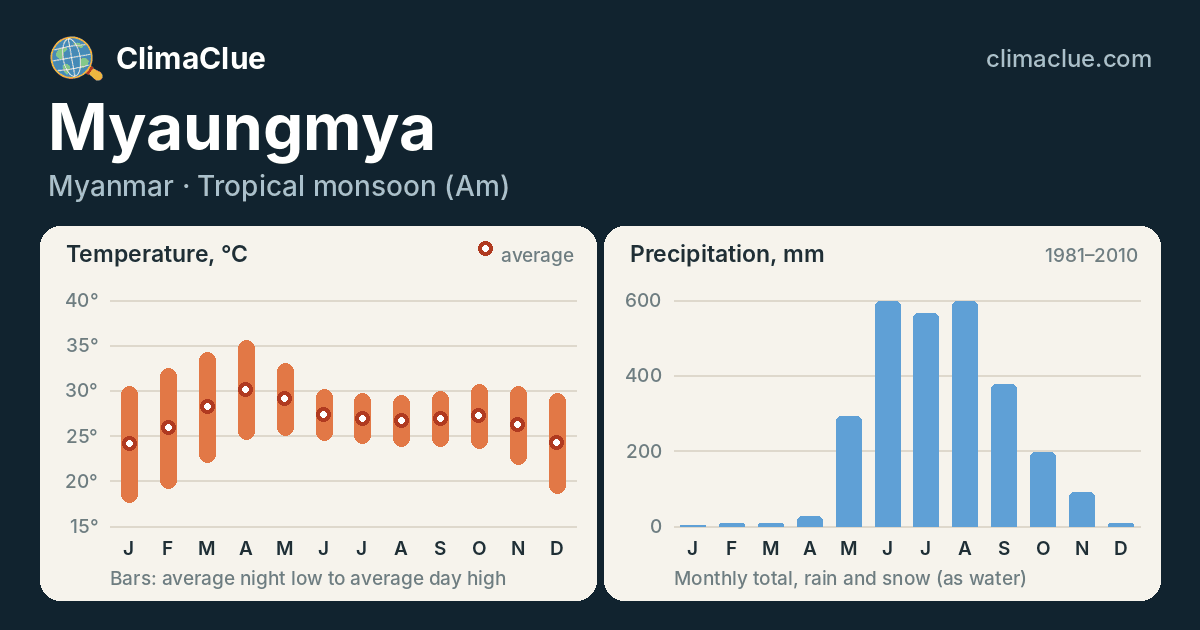 ClimaClue
climaclue.com
Myaungmya
Myanmar · Tropical monsoon (Am)
Temperature, °C
average
40°
35°
30°
25°
20°
15°
J F M A M J J A S O N D
Bars: average night low to average day high
Precipitation, mm
1981–2010
600
400
200
0
J F M A M J J A S O N D
Monthly total, rain and snow (as water)